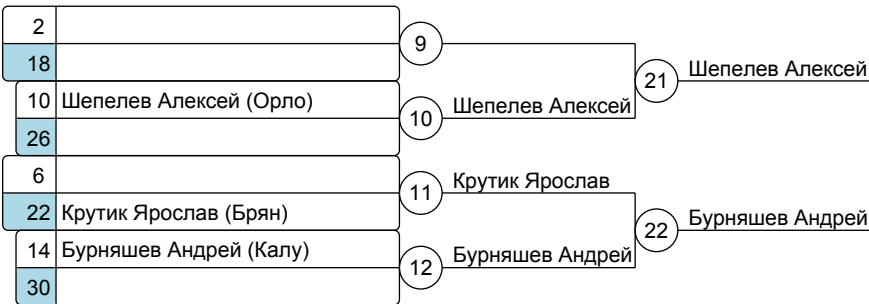 2
18
9
10 Шепелев Алексей (Орло)
26
10
Шепелев Алексей
21
Шепелев Алексей
6
22 Крутик Ярослав (Брян)
11
Крутик Ярослав
14 Бурняшев Андрей (Калу)
30
12
Бурняшев Андрей
22
Бурняшев Андрей